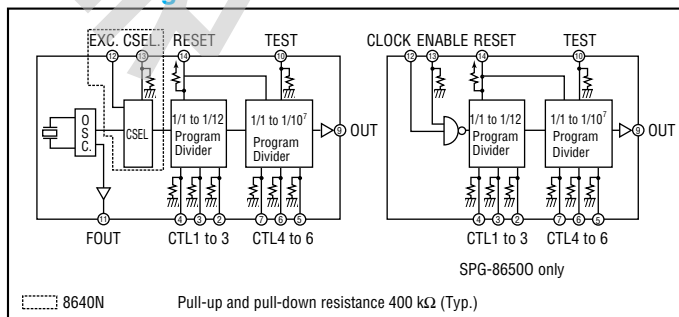 EXC. CSEL. RESET TEST
12 13 14 10
O
S
C.
CSEL
1/1 to 1/12
Program
Divider
1/1 to 1/10⁷
Program
Divider
9 OUT
11 4 3 2 7 6 5
FOUT CTL1 to 3 CTL4 to 6
CLOCK ENABLE RESET TEST
12 13 14 10
1/1 to 1/12
Program
Divider
1/1 to 1/10⁷
Program
Divider
9 OUT
4 3 2 7 6 5
CTL1 to 3 CTL4 to 6
SPG-8650O only
8640N Pull-up and pull-down resistance 400 kΩ (Typ.)